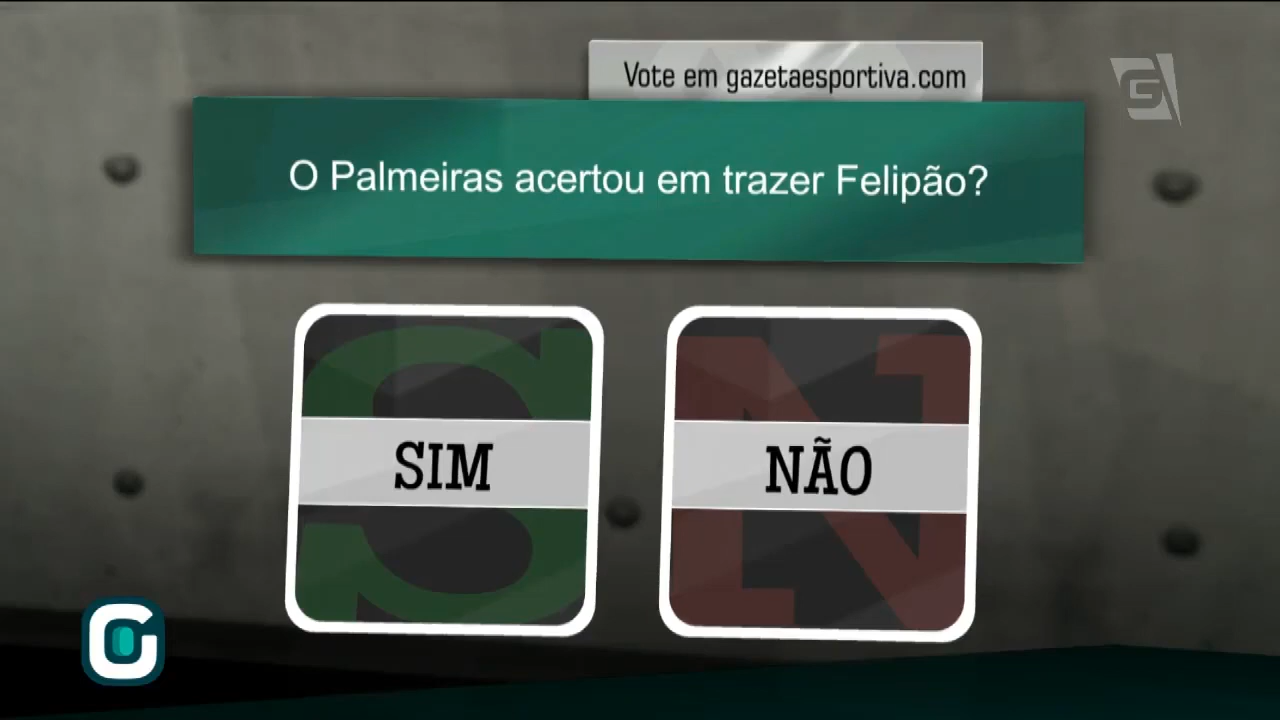 Vote em gazetaesportiva.com
O Palmeiras acertou em trazer Felipão?
SIM
NÃO